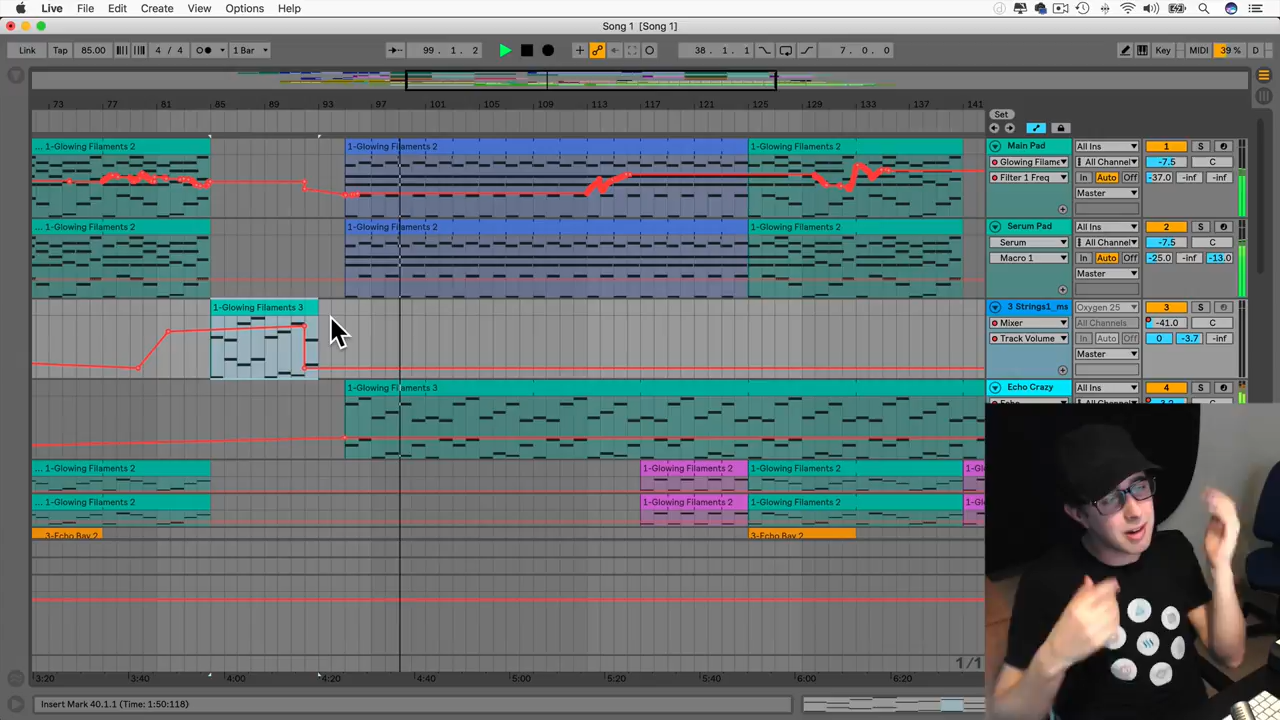 Live File Edit Create View Options Help
Song 1 [Song 1]
Link Tap 85.00 4 / 4 1 Bar 99. 1. 2 38. 1. 1 7. 0. 0 Key MIDI 39 % D
73 77 81 85 89 93 97 101 105 109 113 117 121 125 129 133 137 141
Set
... 1-Glowing Filaments 2 1-Glowing Filaments 2 1-Glowing Filaments 2 Main Pad All Ins 1 S
Glowing Filame All Channel -7.5 C
Filter 1 Freq In Auto Off -37.0 -inf
Master
... 1-Glowing Filaments 2 1-Glowing Filaments 2 1-Glowing Filaments 2 Serum Pad All Ins 2 S
Serum All Channel -7.5 C
Macro 1 In Auto Off -25.0 -inf -13.0
Master
1-Glowing Filaments 3 3 Strings1_ms Oxygen 25 3 S
Mixer All Channels -41.0 C
Track Volume In Auto Off 0 -3.7 -inf
Master
1-Glowing Filaments 3 Echo Crazy All Ins 4 S
... 1-Glowing Filaments 2 1-Glowing Filaments 2 1-Glowing Filaments 2
... 1-Glowing Filaments 2 1-Glowing Filaments 2 1-Glowing Filaments 2
3-Echo Bay 2 3-Echo Bay 2
1/1
3:20 3:40 4:00 4:20 4:40 5:00 5:20 5:40 6:00 6:20
Insert Mark 40.1.1 (Time: 1:50:118)